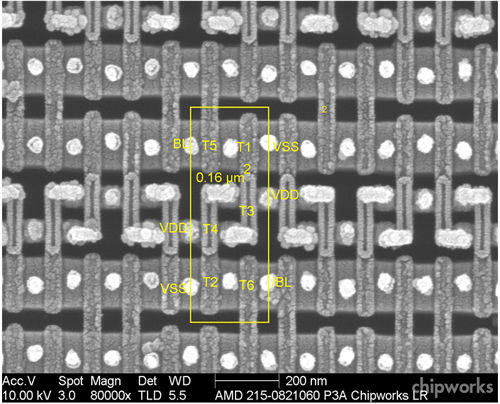 2
BL T5 T1 VSS
0.16 µm2
VDD
T3
VDD T4
T2 T6 BL
VSS
Acc.V Spot Magn Det WD
10.00 kV 3.0 80000x TLD 5.5
200 nm
AMD 215-0821060 P3A Chipworks LR
chipworks